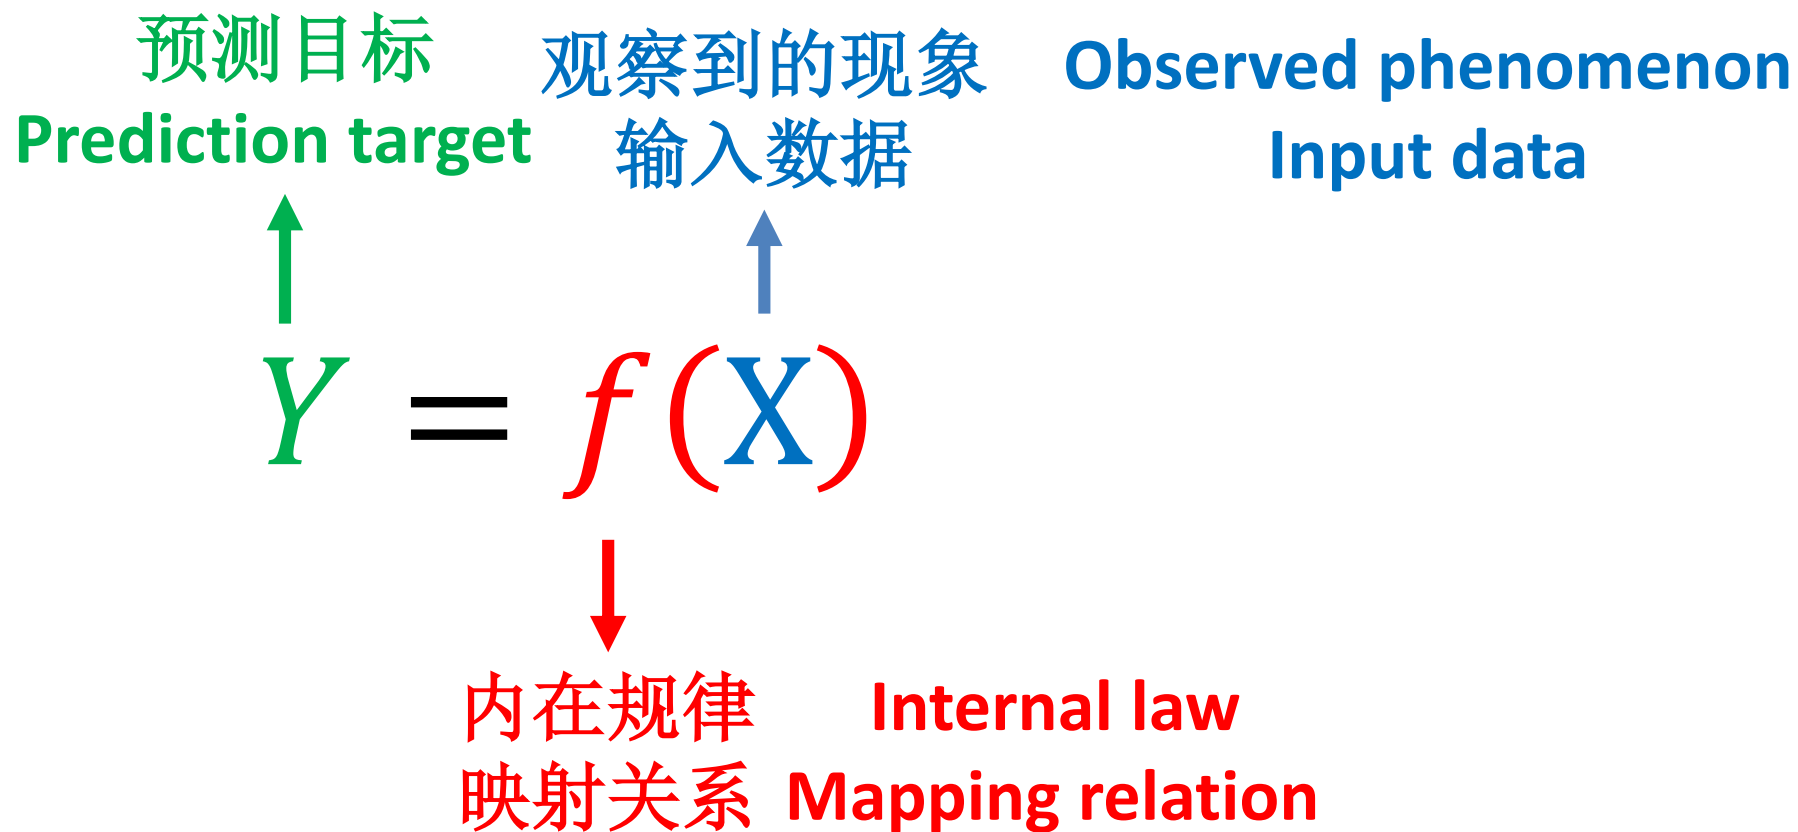 预测目标
Prediction target
观察到的现象
输入数据
Observed phenomenon
Input data
Y = f(X)
内在规律 Internal law
映射关系 Mapping relation